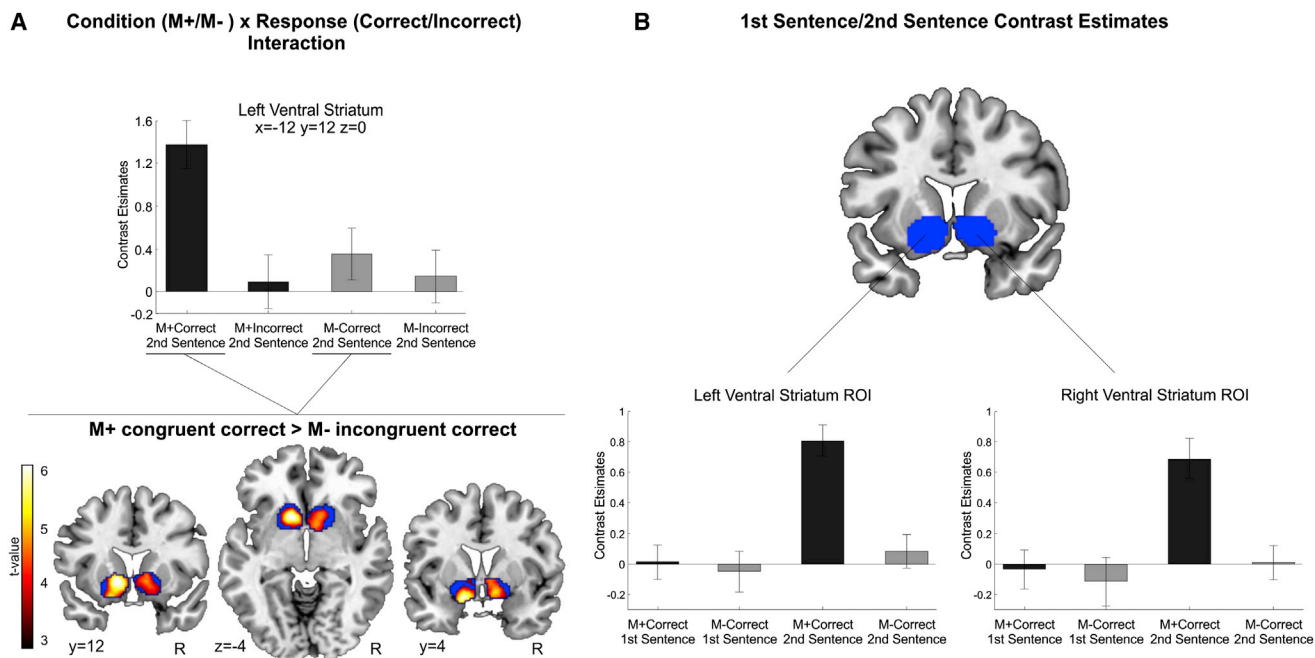 A
Condition (M+/M- ) x Response (Correct/Incorrect)
Interaction
Left Ventral Striatum
x=-12 y=12 z=0
Contrast Etsimates
1.6
1.2
0.8
0.4
0
-0.2
M+Correct M+Incorrect M-Correct M-Incorrect
2nd Sentence 2nd Sentence 2nd Sentence 2nd Sentence
M+ congruent correct > M- incongruent correct
t-value
6
5
4
3
y=12 R z=-4 R y=4 R
B
1st Sentence/2nd Sentence Contrast Estimates
Left Ventral Striatum ROI
Contrast Etsimates
1
0.8
0.6
0.4
0.2
0
-0.2
M+Correct M-Correct M+Correct M-Correct
1st Sentence 1st Sentence 2nd Sentence 2nd Sentence
Right Ventral Striatum ROI
Contrast Etsimates
1
0.8
0.6
0.4
0.2
0
-0.2
M+Correct M-Correct M+Correct M-Correct
1st Sentence 1st Sentence 2nd Sentence 2nd Sentence